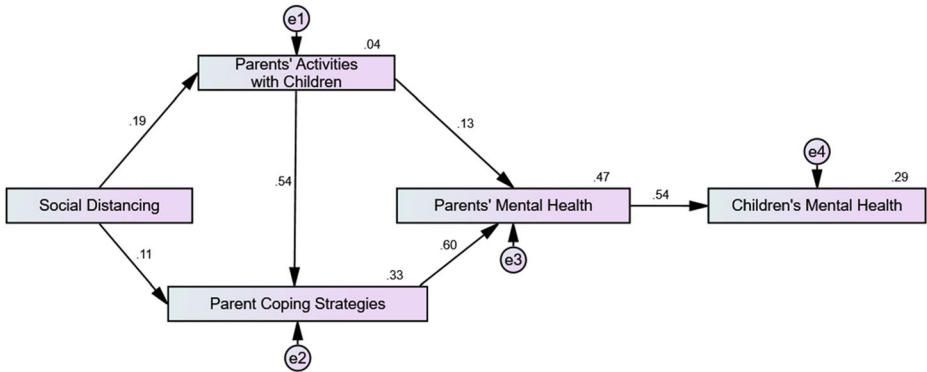 e1
.04
Parents' Activities
with Children
.19
.13
e4
.54
.47
.29
Social Distancing
Parents' Mental Health
.54
Children's Mental Health
.11
.60
e3
.33
Parent Coping Strategies
e2